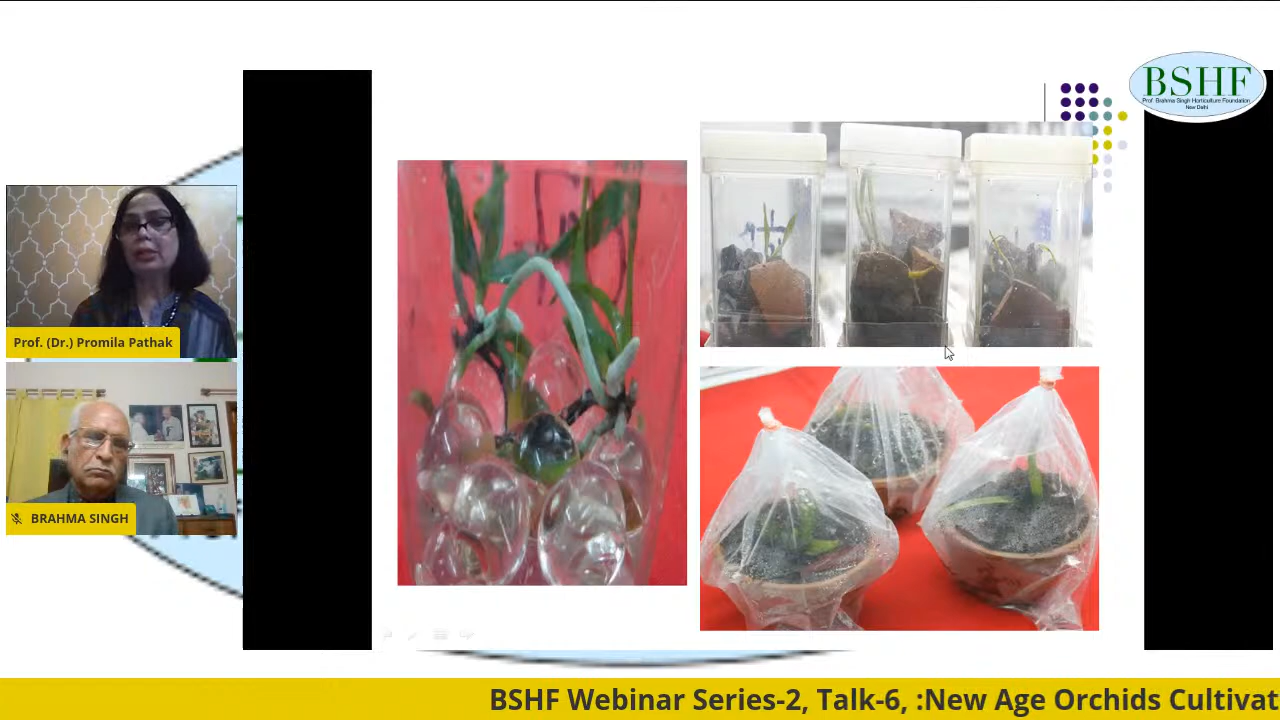 BSHF
Prof. Brahma Singh Horticulture Foundation
New Delhi
Prof. (Dr.) Promila Pathak
BRAHMA SINGH
BSHF Webinar Series-2, Talk-6, :New Age Orchids Cultivat